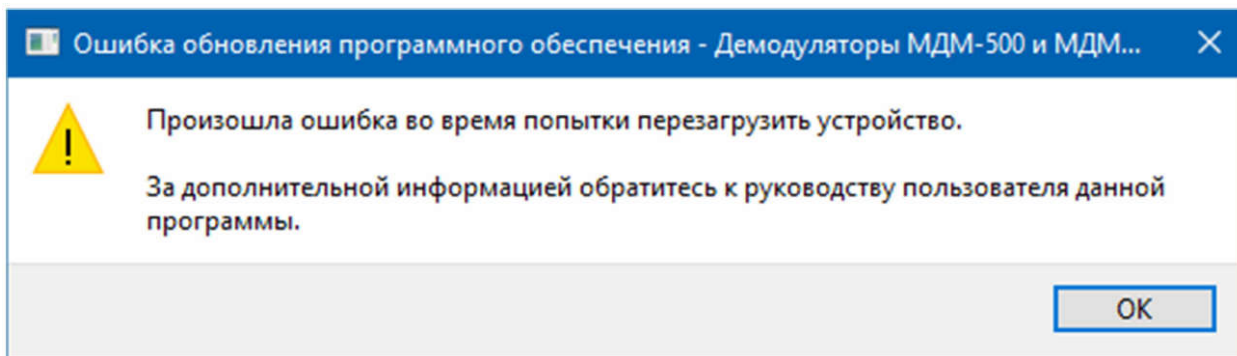 Ошибка обновления программного обеспечения - Демодуляторы МДМ-500 и МДМ...
Произошла ошибка во время попытки перезагрузить устройство.
За дополнительной информацией обратитесь к руководству пользователя данной
программы.
OK